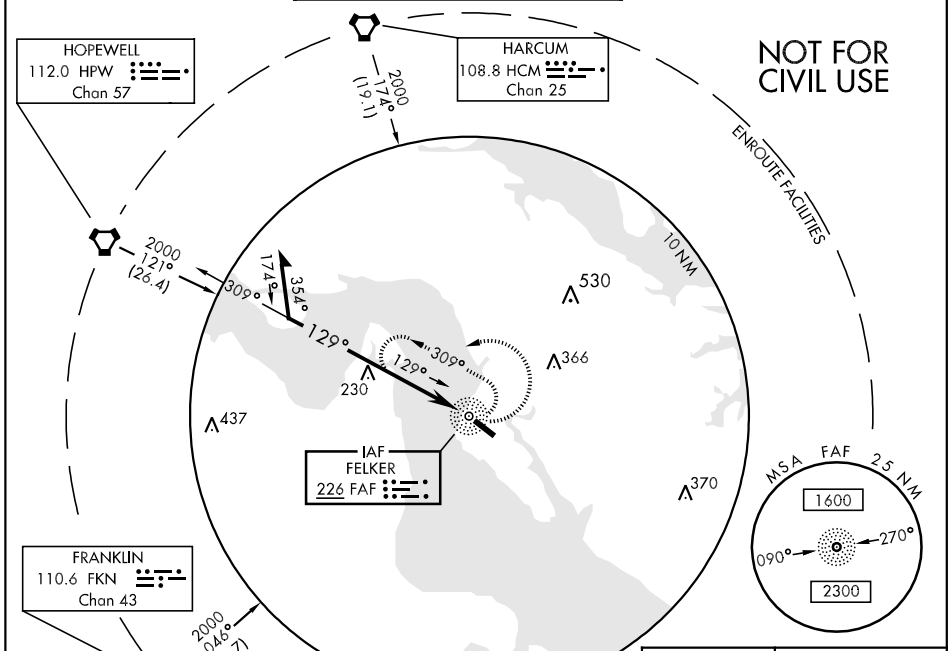 HOPEWELL
112.0 HPW
Chan 57
HARCUM
108.8 HCM
Chan 25
NOT FOR
CIVIL USE
2000
174°
(19.1)
ENROUTE FACILITIES
2000
121°
(26.4)
10 NM
309°
174°
354°
129°
309°
129°
530
366
230
437
370
IAF
FELKER
226 FAF
MSA FAF 25 NM
1600
090°
270°
2300
FRANKLIN
110.6 FKN
Chan 43
2000
046°